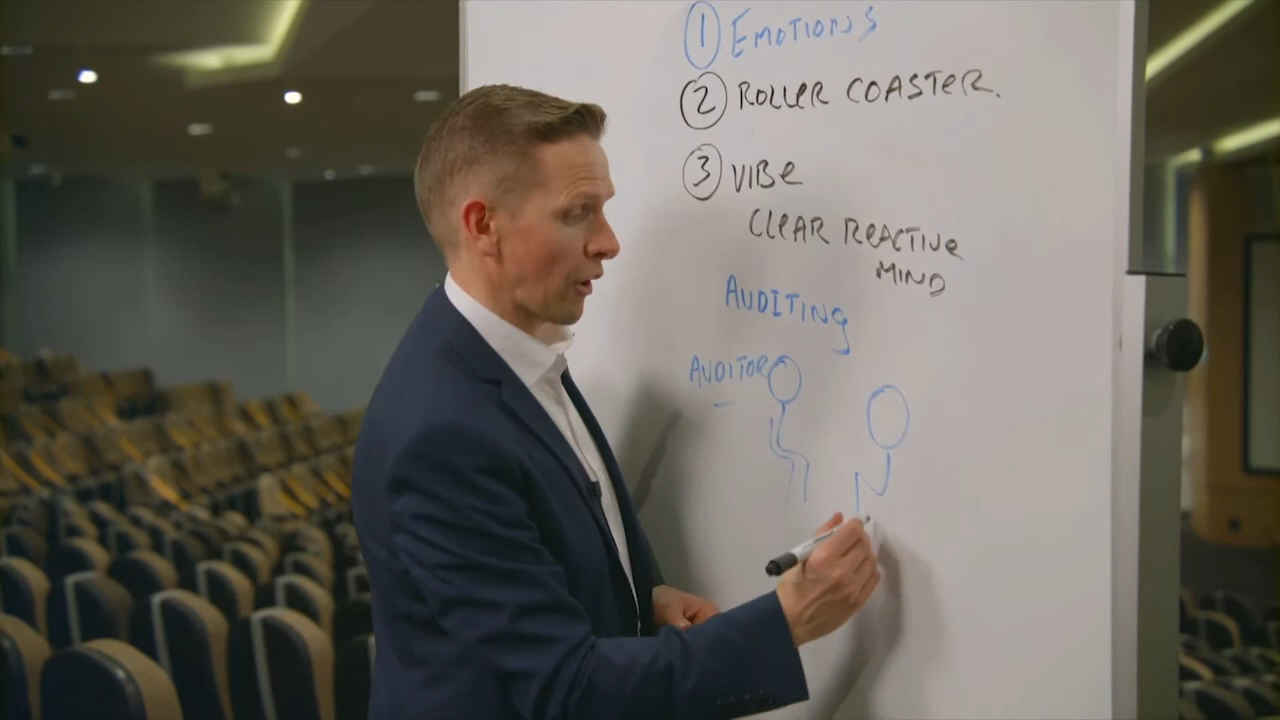 1 EMOTIONS
2 ROLLER COASTER.
3 VIBE
CLEAR REACTIVE
MIND
AUDITING
AUDITOR